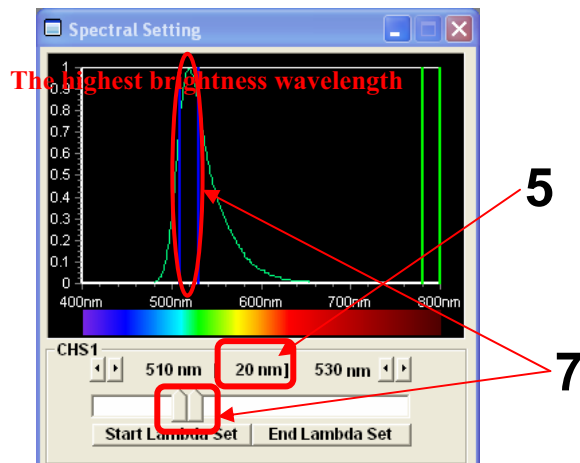 Spectral Setting
The highest brightness wavelength
1
0.9
0.8
0.7
0.6
0.5
0.4
0.3
0.2
0.1
0
400nm 500nm 600nm 700nm 800nm
5
CHS1
510 nm [ 20 nm] 530 nm
7
Start Lambda Set End Lambda Set